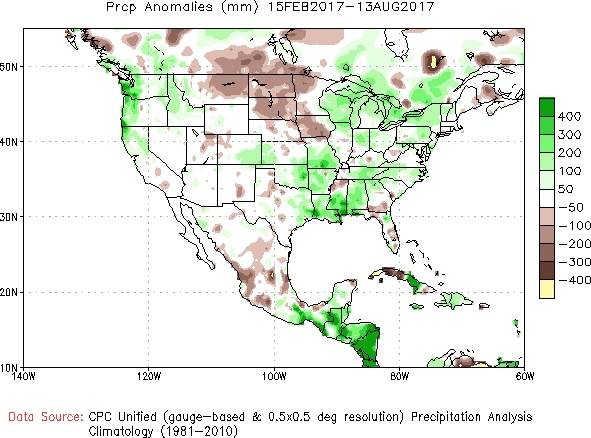 Prcp Anomalies (mm) 15FEB2017-13AUG2017
50N
40N
30N
20N
10N
140W 120W 100W 80W 60W
400
300
200
100
50
-50
-100
-200
-300
-400
Data Source: CPC Unified (gauge-based & 0.5x0.5 deg resolution) Precipitation Analysis
Climatology (1981-2010)